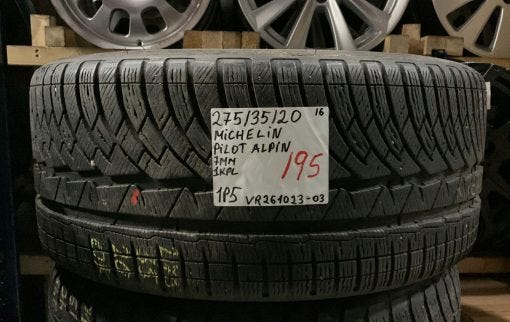 275/35/20 16
MiCHELiN
PiLOT ALPiN
7MM
1KPL
195
1P5 VR261023-03